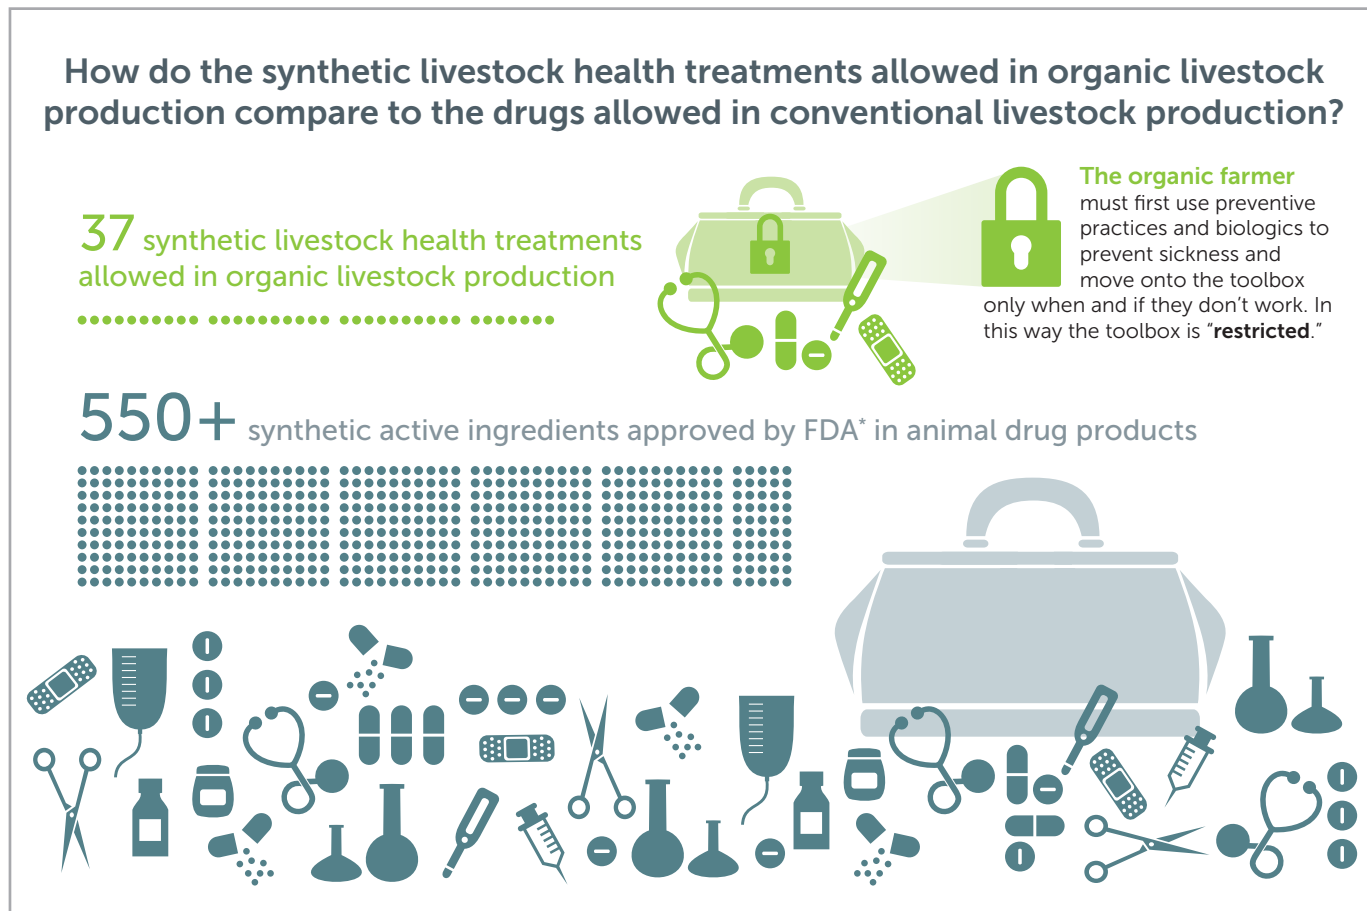 How do the synthetic livestock health treatments allowed in organic livestock
production compare to the drugs allowed in conventional livestock production?
37 synthetic livestock health treatments
allowed in organic livestock production
The organic farmer
must first use preventive
practices and biologics to
prevent sickness and
move onto the toolbox
only when and if they don’t work. In
this way the toolbox is “restricted.”
550+ synthetic active ingredients approved by FDA* in animal drug products